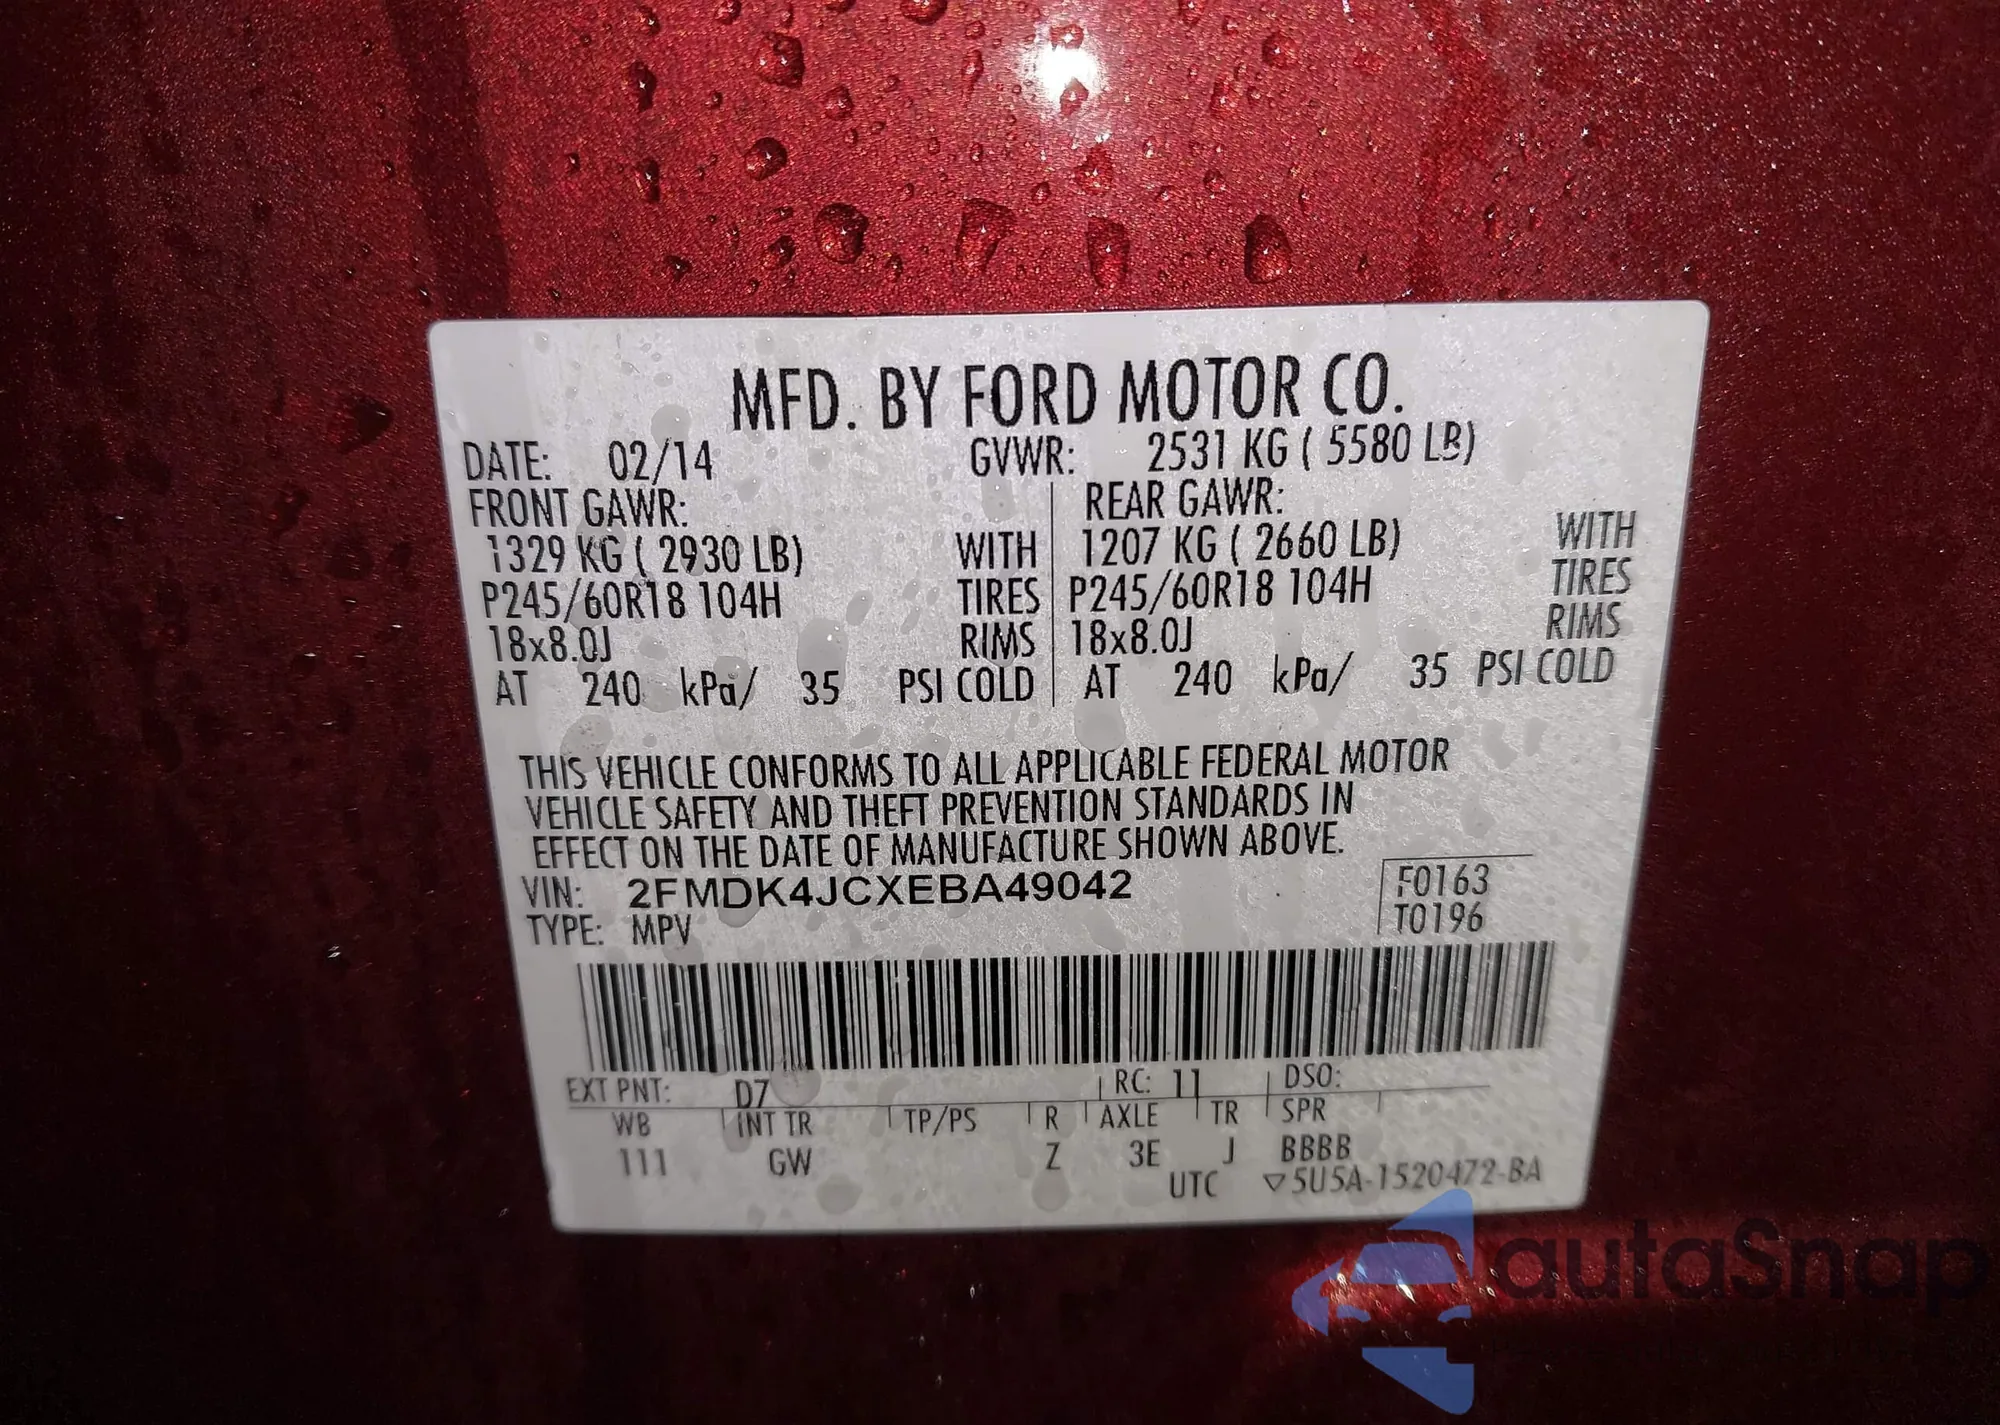 MFD. BY FORD MOTOR CO.
DATE: 02/14 GVWR: 2531 KG ( 5580 LB)
FRONT GAWR: REAR GAWR:
1329 KG ( 2930 LB) WITH 1207 KG ( 2660 LB) WITH
P245/60R18 104H TIRES P245/60R18 104H TIRES
18x8.0J RIMS 18x8.0J RIMS
AT 240 kPa/ 35 PSI COLD AT 240 kPa/ 35 PSI COLD
THIS VEHICLE CONFORMS TO ALL APPLICABLE FEDERAL MOTOR
VEHICLE SAFETY AND THEFT PREVENTION STANDARDS IN
EFFECT ON THE DATE OF MANUFACTURE SHOWN ABOVE.
VIN: 2FMDK4JCXEBA49042 F0163
TYPE: MPV T0196
EXT PNT: D7 RC: 11 DSO:
WB INT TR TP/PS R AXLE TR SPR
111 GW Z 3E J BBBB
UTC ▽5U5A-1520472-BA
autaSnap